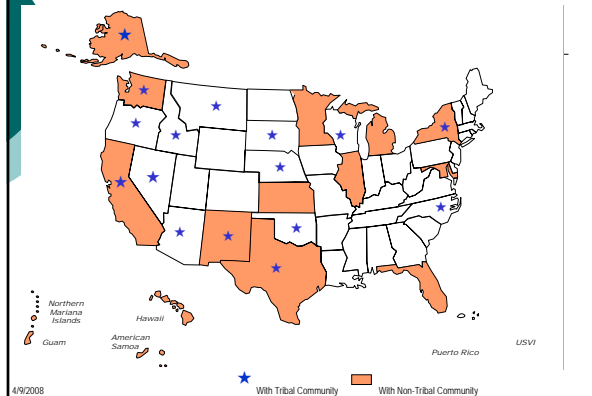 Northern
Mariana
Islands
Guam
Hawaii
American
Samoa
Puerto Rico
USVI
4/9/2008
With Tribal Community
With Non-Tribal Community